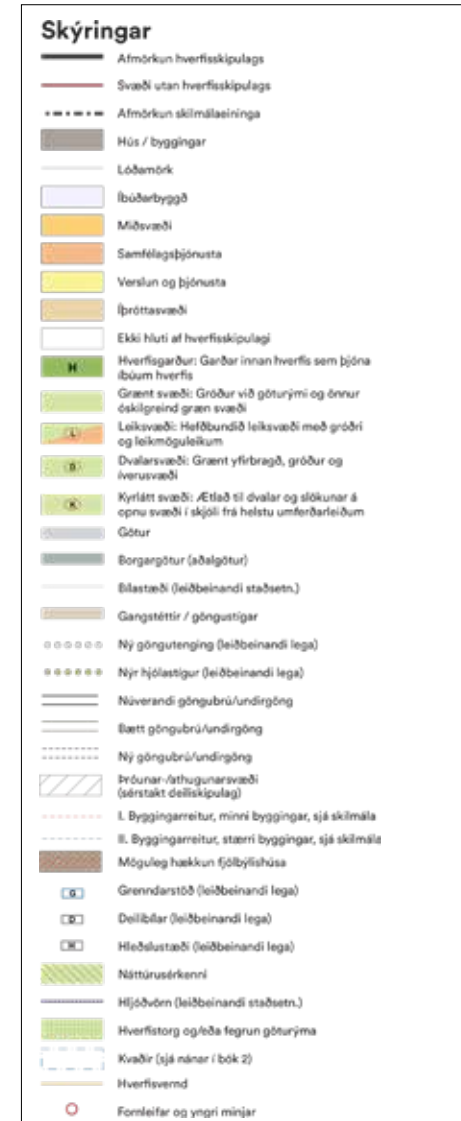 Skýringar
Afmörkun hverfisskipulags
Svæði utan hverfisskipulags
Afmörkun skilmálaeininga
Hús / byggingar
Lóðamörk
Íbúðarbyggð
Miðsvæði
Samfélagsþjónusta
Verslun og þjónusta
Íþróttasvæði
Ekki hluti af hverfisskipulagi
H
Hverfisgarður: Garðar innan hverfis sem þjóna
íbúum hverfis
Grænt svæði: Gróður við göturými og önnur
óskilgreind græn svæði
L
Leiksvæði: Hefðbundið leiksvæði með gróðri
og leikmöguleikum
D
Dvalarsvæði: Grænt yfirbragð, gróður og
íverusvæði
K
Kyrlátt svæði: Ætlað til dvalar og slökunar á
opnu svæði í skjóli frá helstu umferðarleiðum
Götur
Borgargötur (aðalgötur)
Bílastæði (leiðbeinandi staðsetn.)
Gangstéttir / göngustígar
Ný göngutenging (leiðbeinandi lega)
Nýr hjólastígur (leiðbeinandi lega)
Núverandi göngubrú/undirgöng
Bætt göngubrú/undirgöng
Ný göngubrú/undirgöng
Þróunar-/athugunarsvæði
(sérstakt deiliskipulag)
I. Byggingarreitur, minni byggingar, sjá skilmála
II. Byggingarreitur, stærri byggingar, sjá skilmála
Möguleg hækkun fjölbýlishúsa
G
Grenndarstöð (leiðbeinandi lega)
D
Deilibílar (leiðbeinandi lega)
H
Hleðslustæði (leiðbeinandi lega)
Náttúrusérkenni
Hljóðvörn (leiðbeinandi staðsetn.)
Hverfistorg og/eða fegrun göturýma
Kvaðir (sjá nánar í bók 2)
Hverfisvernd
Fornleifar og yngri minjar